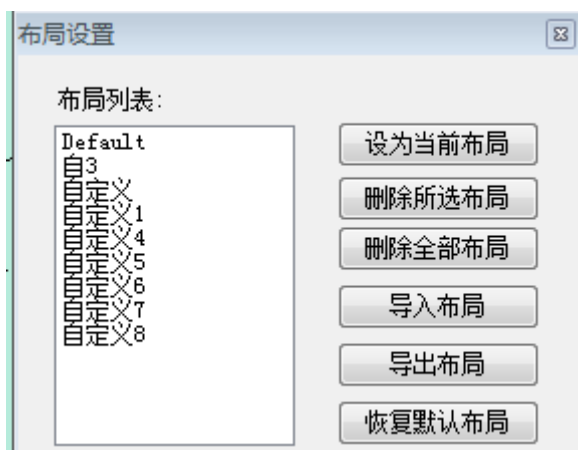 布局设置
布局列表:
Default
自3
自定义
自定义1
自定义4
自定义5
自定义6
自定义7
自定义8
设为当前布局
删除所选布局
删除全部布局
导入布局
导出布局
恢复默认布局